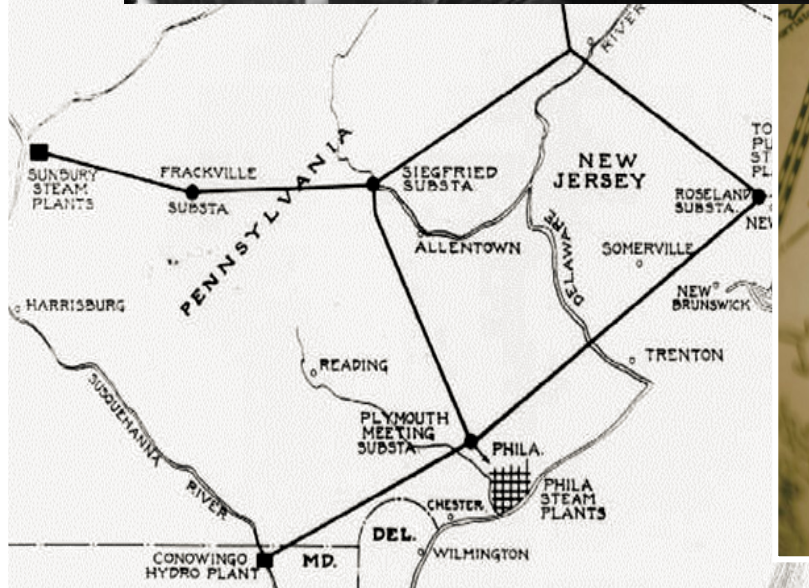 RIVER
PENNSYLVANIA
SUNBURY
STEAM
PLANTS
FRACKVILLE
SUBSTA.
SIEGFRIED
SUBSTA.
NEW
JERSEY
ROSELAND
SUBSTA.
ALLENTOWN
DELAWARE
SOMERVILLE
NEW
BRUNSWICK
HARRISBURG
TRENTON
READING
SUSQUEHANNA
RIVER
PLYMOUTH
MEETING
SUBSTA.
PHILA.
PHILA
STEAM
PLANTS
CHESTER
DEL.
WILMINGTON
CONOWINGO
HYDRO PLANT
MD.